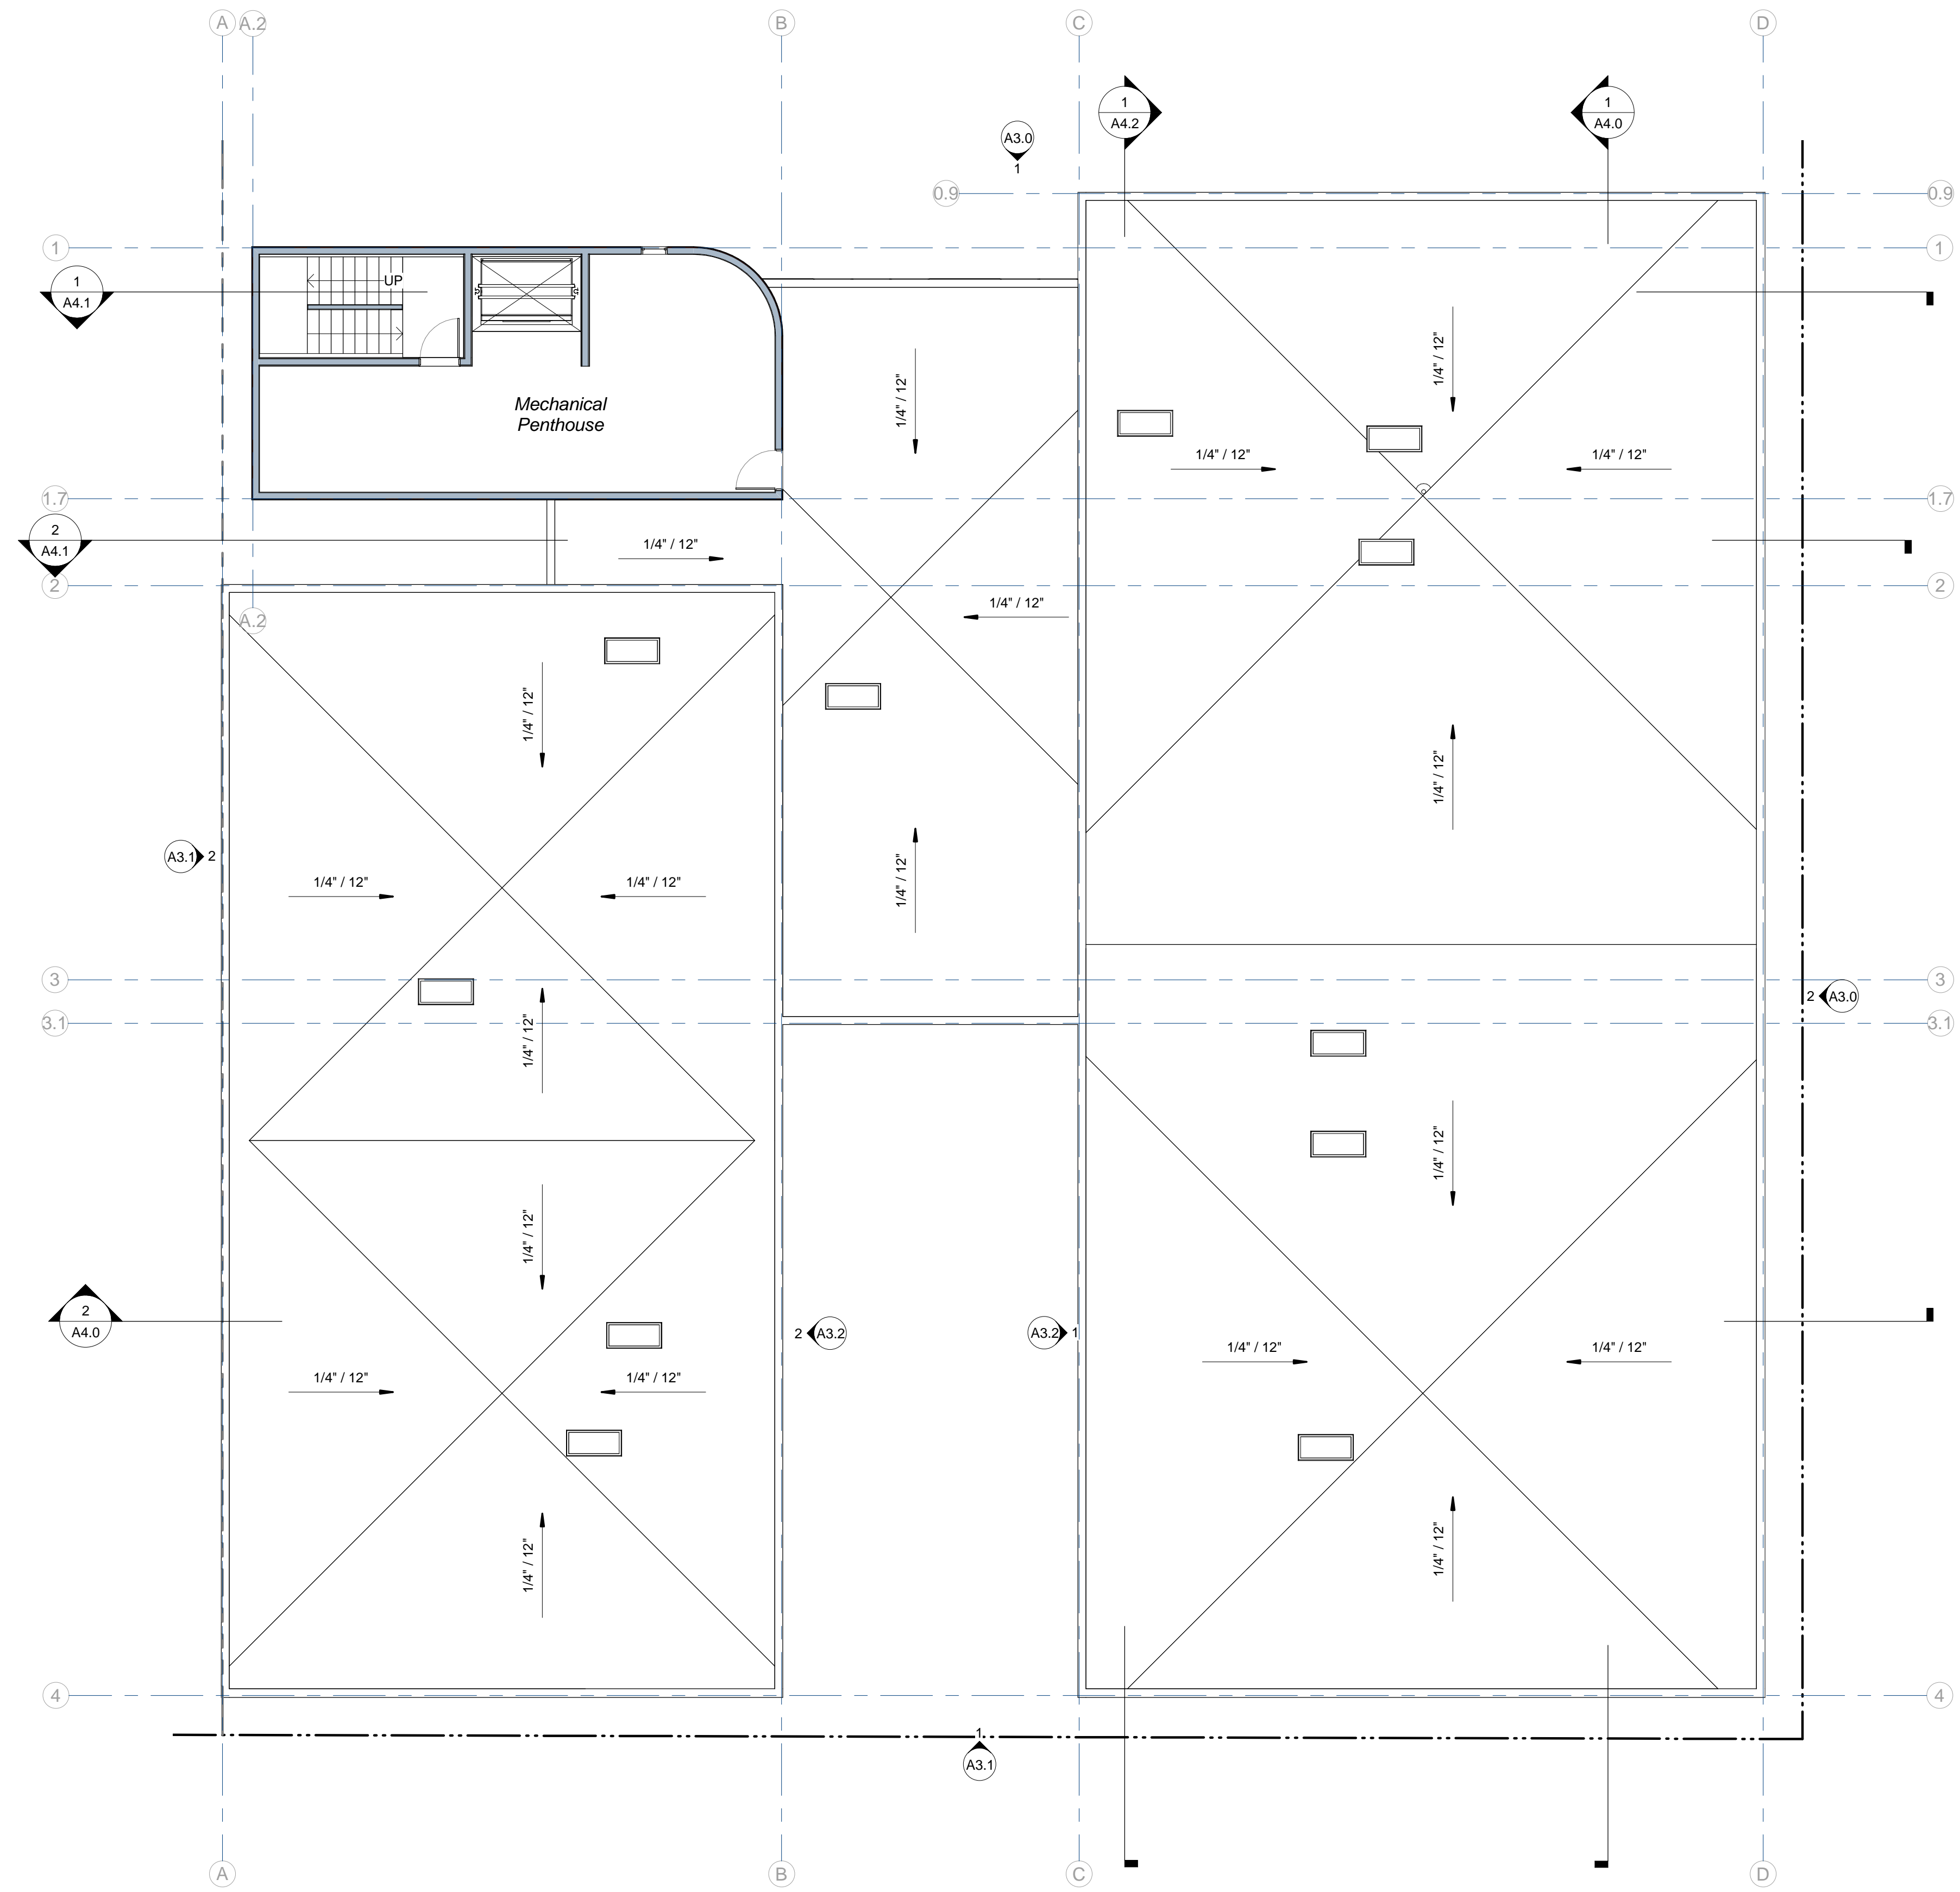 A A.2 B C D
1 1
A4.2 A4.0
A3.0
1
0.9 0.9
1 1
1 UP
A4.1
1/4" / 12"
1/4" / 12"
Mechanical
Penthouse
1/4" / 12" 1/4" / 12"
1.7 1.7
2
A4.1
1/4" / 12"
2 2
1/4" / 12"
A.2
1/4" / 12"
1/4" / 12"
A3.1 2
1/4" / 12" 1/4" / 12"
1/4" / 12"
3 3
2 A3.0
3.1 3.1
1/4" / 12"
1/4" / 12"
1/4" / 12"
2
A4.0
2 A3.2 A3.2 1
1/4" / 12" 1/4" / 12"
1/4" / 12" 1/4" / 12"
1/4" / 12"
1/4" / 12"
4 4
1
A3.1
A B C D